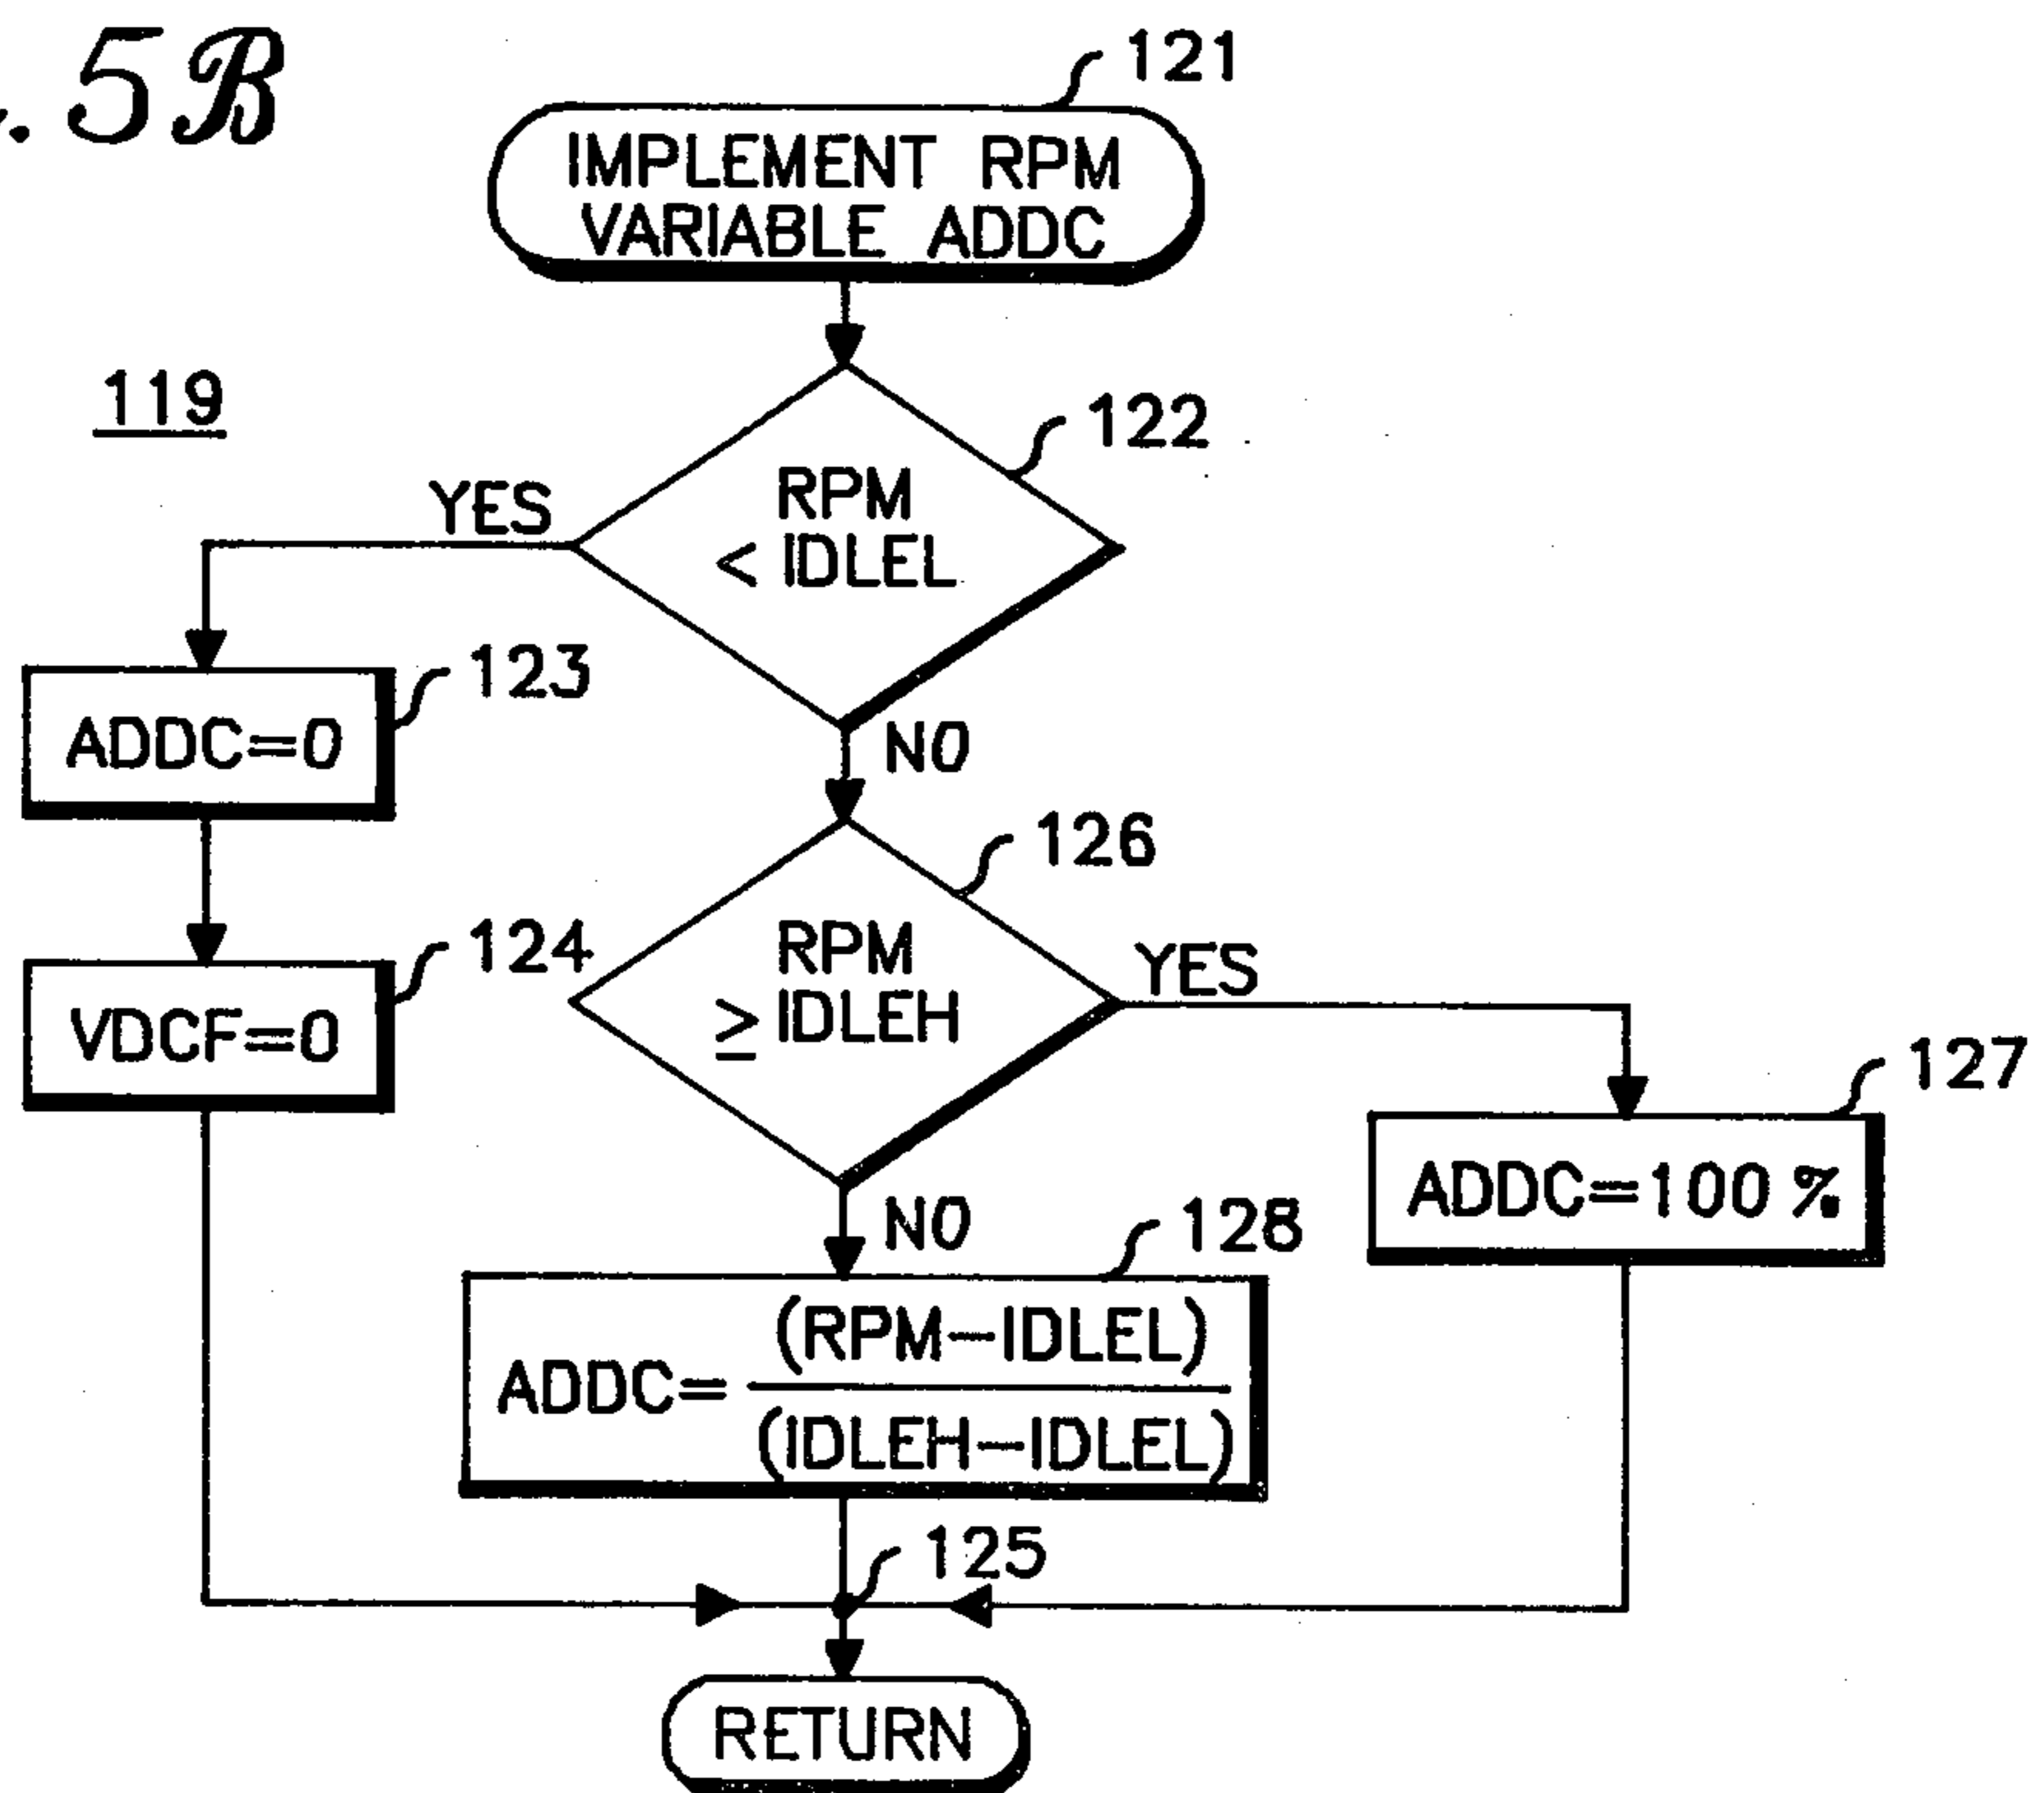 . 5B
121
IMPLEMENT RPM
VARIABLE ADDC
119
122
YES
RPM
< IDLEL
123
ADDC=0
NO
126
124
RPM
≥ IDLEH
YES
VDCF=0
127
ADDC=100 %
NO
128
ADDC= (RPM-IDLEL)
(IDLEH-IDLEL)
125
RETURN